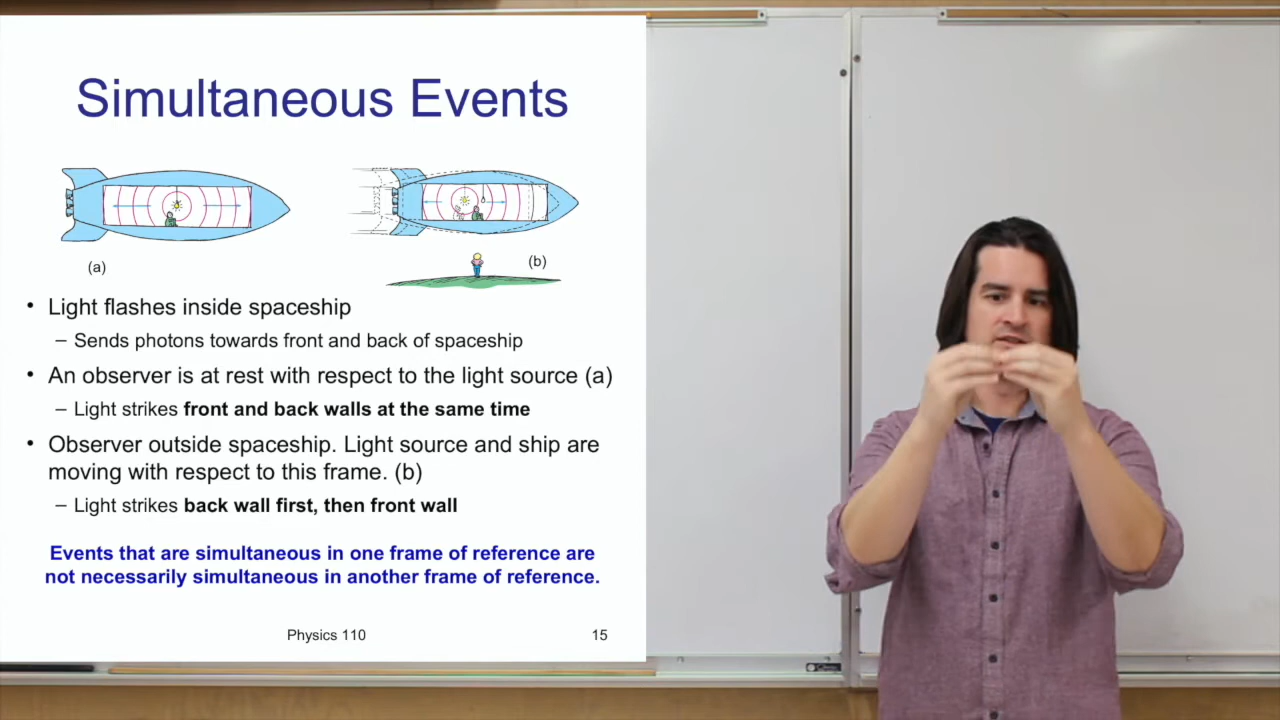 Simultaneous Events
(a)
(b)
• Light flashes inside spaceship
– Sends photons towards front and back of spaceship
• An observer is at rest with respect to the light source (a)
– Light strikes front and back walls at the same time
• Observer outside spaceship. Light source and ship are
moving with respect to this frame. (b)
– Light strikes back wall first, then front wall
Events that are simultaneous in one frame of reference are
not necessarily simultaneous in another frame of reference.
Physics 110
15